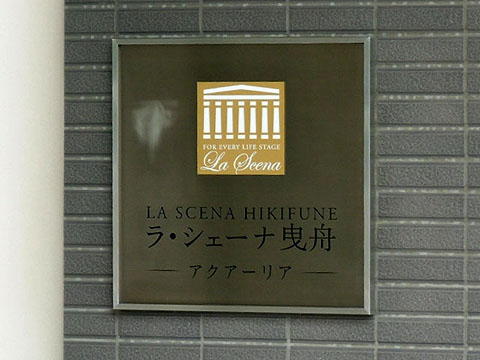 FOR EVERY LIFE STAGE
La Scena
LA SCENA HIKIFUNE
ラ・シェーナ曳舟
アクアーリア